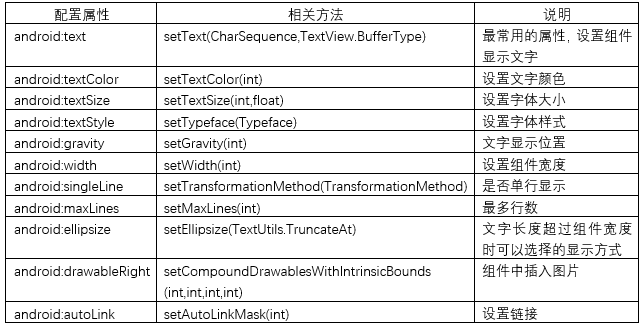 配置属性 相关方法 说明
android:text setText(CharSequence,TextView.BufferType) 最常用的属性，设置组件
显示文字
android:textColor setTextColor(int) 设置文字颜色
android:textSize setTextSize(int,float) 设置字体大小
android:textStyle setTypeface(Typeface) 设置字体样式
android:gravity setGravity(int) 文字显示位置
android:width setWidth(int) 设置组件宽度
android:singleLine setTransformationMethod(TransformationMethod) 是否单行显示
android:maxLines setMaxLines(int) 最多行数
android:ellipsize setEllipsize(TextUtils.TruncateAt) 文字长度超过组件宽度
时可以选择的显示方式
android:drawableRight setCompoundDrawablesWithIntrinsicBounds 组件中插入图片
(int,int,int,int)
android:autoLink setAutoLinkMask(int) 设置链接